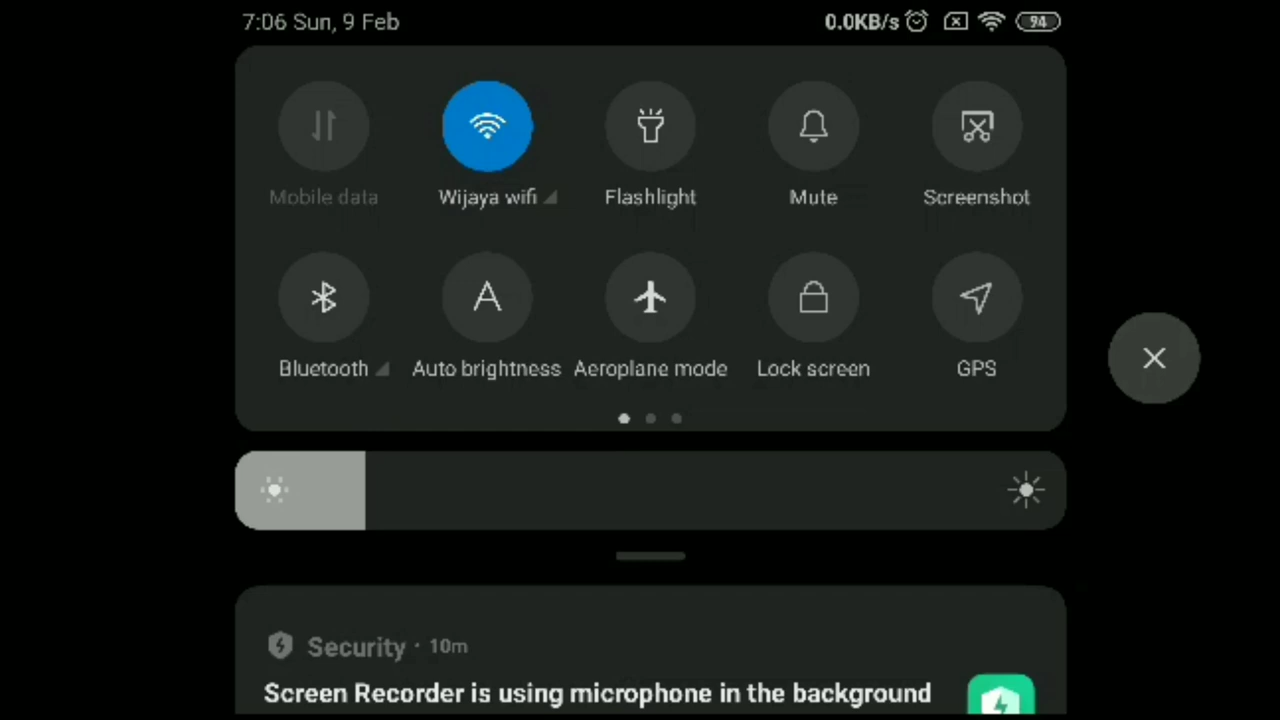 7:06 Sun, 9 Feb 0.0KB/s 94
Mobile data Wijaya wifi Flashlight Mute Screenshot
A
Bluetooth Auto brightness Aeroplane mode Lock screen GPS
Security · 10m
Screen Recorder is using microphone in the background